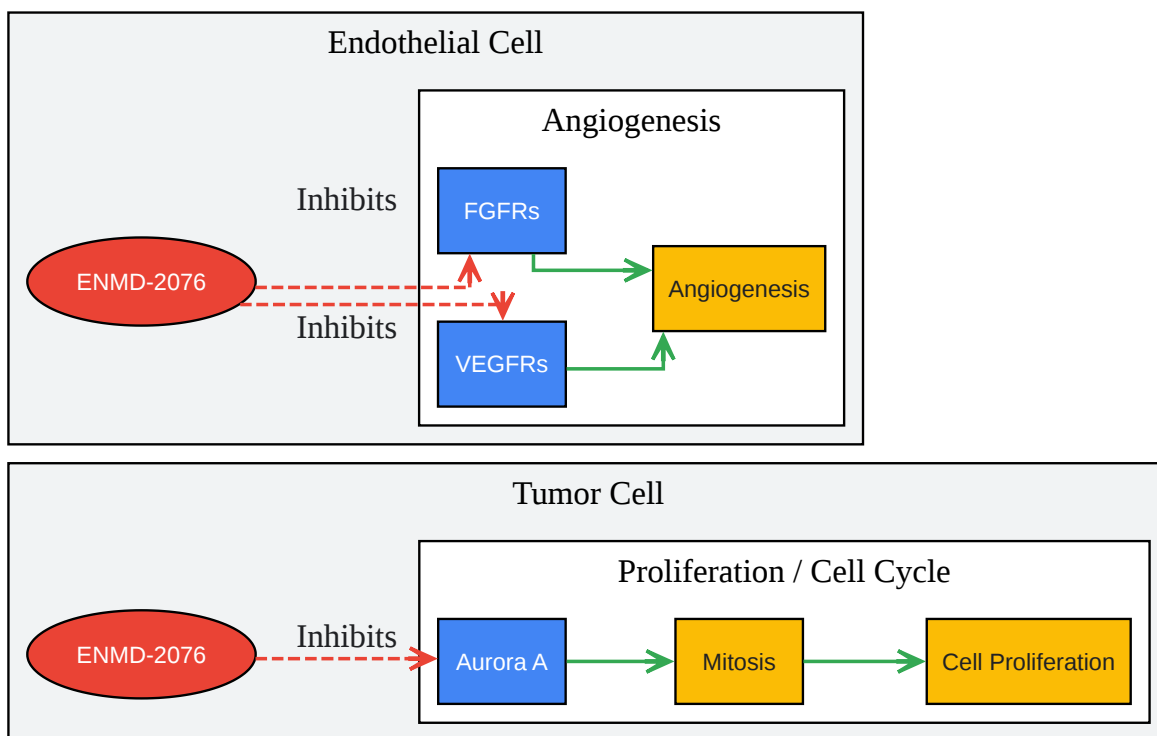 Endothelial Cell
Angiogenesis
Inhibits
FGFRs
ENMD-2076
Angiogenesis
Inhibits
VEGFRs
Tumor Cell
Proliferation / Cell Cycle
ENMD-2076
Inhibits
Aurora A
Mitosis
Cell Proliferation